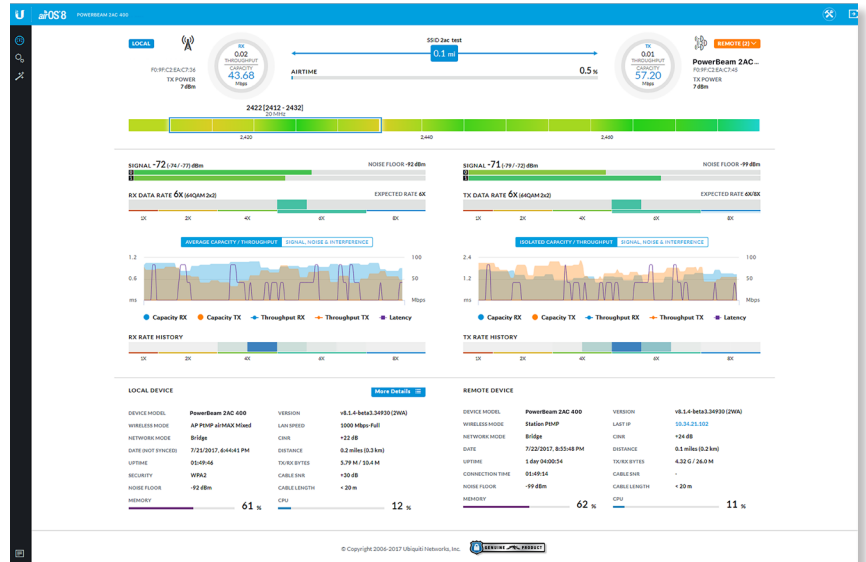 airOS'8 POWERBEAM 2AC 400
LOCAL
RX
0.02
THROUGHPUT
CAPACITY
43.68
Mbps
F0:9F:C2:EA:C7:36
TX POWER
7 dBm
SSID 2ac test
0.1 mi
AIRTIME 0.5 %
TX
0.01
THROUGHPUT
CAPACITY
57.20
Mbps
REMOTE (2)
PowerBeam 2AC...
F0:9F:C2:EA:C7:45
TX POWER
7 dBm
2422 [2412 - 2432]
20 MHz
2,420 2,440 2,460
SIGNAL -72 (-74 / -77) dBm NOISE FLOOR -92 dBm
0
1
RX DATA RATE 6X (64QAM 2x2) EXPECTED RATE 6X
1X 2X 4X 6X 8X
AVERAGE CAPACITY / THROUGHPUT SIGNAL, NOISE & INTERFERENCE
1.2 100
0.6 50
ms Mbps
Capacity RX Capacity TX Throughput RX Throughput TX Latency
RX RATE HISTORY
1X 2X 4X 6X 8X
SIGNAL -71 (-79 / -72) dBm NOISE FLOOR -99 dBm
0
1
TX DATA RATE 6X (64QAM 2x2) EXPECTED RATE 6X/8X
1X 2X 4X 6X 8X
ISOLATED CAPACITY / THROUGHPUT SIGNAL, NOISE & INTERFERENCE
2.4 100
1.2 50
ms Mbps
Capacity RX Capacity TX Throughput RX Throughput TX Latency
TX RATE HISTORY
1X 2X 4X 6X 8X
LOCAL DEVICE More Details
DEVICE MODEL PowerBeam 2AC 400 VERSION v8.1.4-beta3.34930 (2WA)
WIRELESS MODE AP PtMP airMAX Mixed LAN SPEED 1000 Mbps-Full
NETWORK MODE Bridge CINR +22 dB
DATE (NOT SYNCED) 7/21/2017, 6:44:41 PM DISTANCE 0.2 miles (0.3 km)
UPTIME 01:49:46 TX/RX BYTES 5.79 M / 10.4 M
SECURITY WPA2 CABLE SNR +30 dB
NOISE FLOOR -92 dBm CABLE LENGTH < 20 m
MEMORY 61 % CPU 12 %
REMOTE DEVICE
DEVICE MODEL PowerBeam 2AC 400 VERSION v8.1.4-beta3.34930 (2WA)
WIRELESS MODE Station PtMP LAST IP 10.34.21.102
NETWORK MODE Bridge CINR +24 dB
DATE 7/22/2017, 8:35:48 PM DISTANCE 0.1 miles (0.2 km)
UPTIME 1 day 04:00:54 TX/RX BYTES 4.32 G / 26.0 M
CONNECTION TIME 01:49:14 CABLE SNR -
NOISE FLOOR -99 dBm CABLE LENGTH < 20 m
MEMORY 62 % CPU 11 %
© Copyright 2006-2017 Ubiquiti Networks, Inc. GENUINE PRODUCT